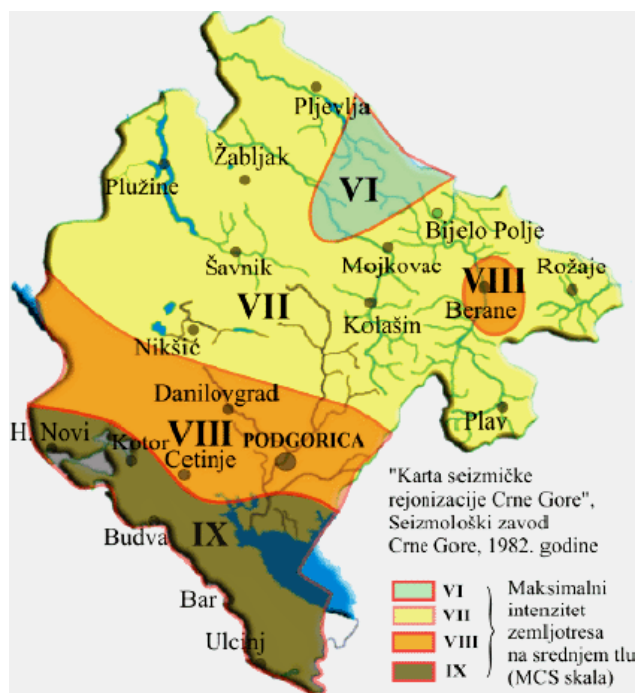 Pljevlja
Žabljak
Plužine
VI
Bijelo Polje
Šavnik
Mojkovac
VIII
Rožaje
Berane
VII
Kolašin
Nikšić
Danilovgrad
Plav
VIII
PODGORICA
H. Novi
Kotor
Cetinje
Budva
IX
Bar
Ulcinj
"Karta seizmičke
rejonizacije Crne Gore",
Seizmološki zavod
Crne Gore, 1982. godine
VI
VII
VIII
IX
Maksimalni
intenzitet
zemljotresa
na srednjem tlu
(MCS skala)